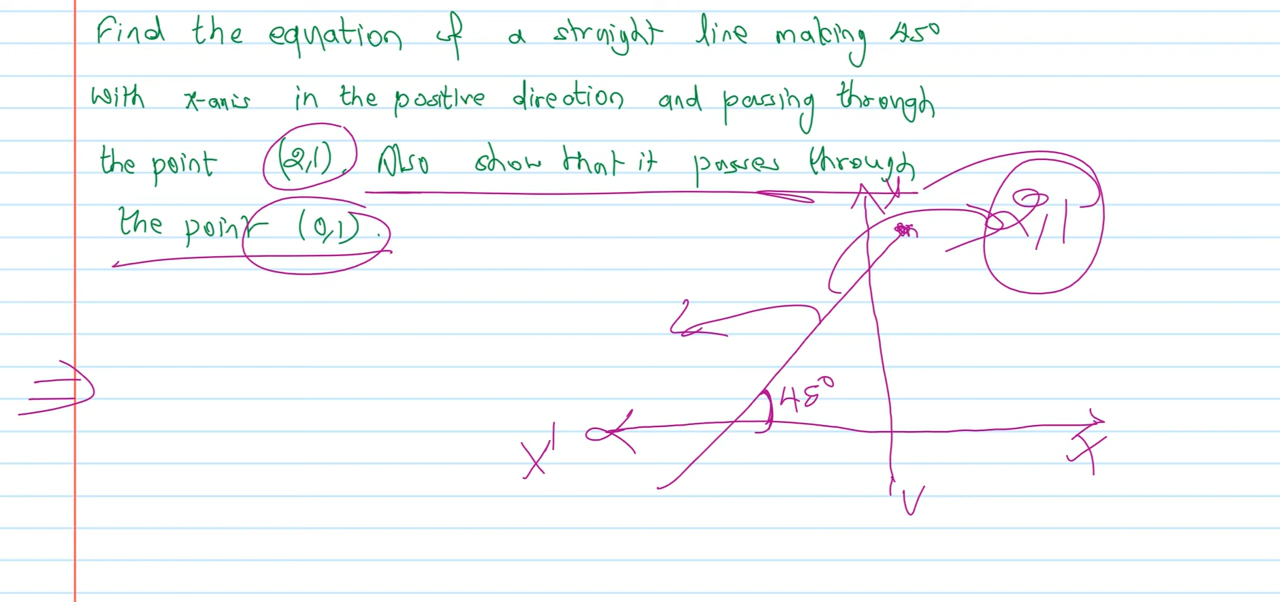 Find the equation of a straight line making 450
with x-axis in the positive direction and passing through
the point (2,1). Also show that it passes through
the point (0,1).
Y
2,1
45°
X'
X